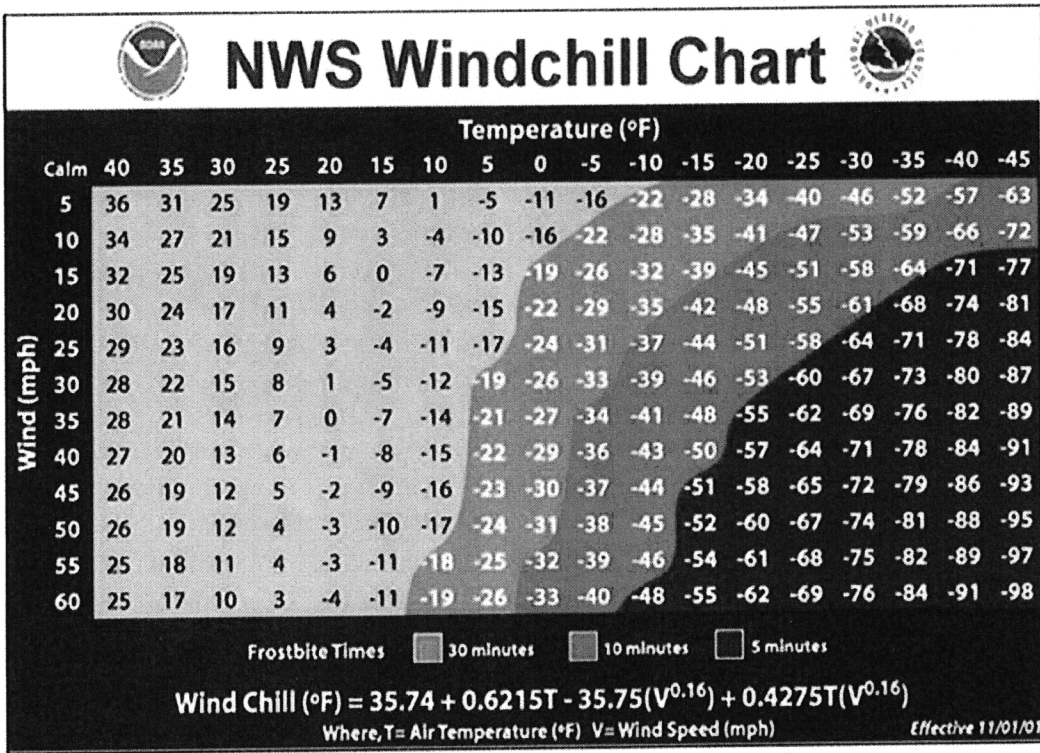 NWS Windchill Chart
Temperature (°F)
Calm 40 35 30 25 20 15 10 5 0 -5 -10 -15 -20 -25 -30 -35 -40 -45
5 36 31 25 19 13 7 1 -5 -11 -16 -22 -28 -34 -40 -46 -52 -57 -63
10 34 27 21 15 9 3 -4 -10 -16 -22 -28 -35 -41 -47 -53 -59 -66 -72
15 32 25 19 13 6 0 -7 -13 -19 -26 -32 -39 -45 -51 -58 -64 -71 -77
20 30 24 17 11 4 -2 -9 -15 -22 -29 -35 -42 -48 -55 -61 -68 -74 -81
25 29 23 16 9 3 -4 -11 -17 -24 -31 -37 -44 -51 -58 -64 -71 -78 -84
30 28 22 15 8 1 -5 -12 -19 -26 -33 -39 -46 -53 -60 -67 -73 -80 -87
35 28 21 14 7 0 -7 -14 -21 -27 -34 -41 -48 -55 -62 -69 -76 -82 -89
40 27 20 13 6 -1 -8 -15 -22 -29 -36 -43 -50 -57 -64 -71 -78 -84 -91
45 26 19 12 5 -2 -9 -16 -23 -30 -37 -44 -51 -58 -65 -72 -79 -86 -93
50 26 19 12 4 -3 -10 -17 -24 -31 -38 -45 -52 -60 -67 -74 -81 -88 -95
55 25 18 11 4 -3 -11 -18 -25 -32 -39 -46 -54 -61 -68 -75 -82 -89 -97
60 25 17 10 3 -4 -11 -19 -26 -33 -40 -48 -55 -62 -69 -76 -84 -91 -98
Wind (mph)
Frostbite Times 30 minutes 10 minutes 5 minutes
Wind Chill (°F) = 35.74 + 0.6215T - 35.75(V^0.16) + 0.4275T(V^0.16)
Where, T= Air Temperature (°F) V= Wind Speed (mph) Effective 11/01/01